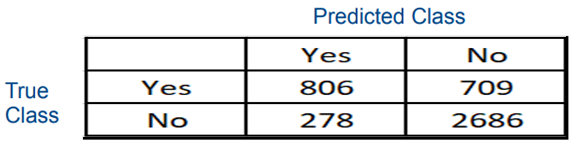 Predicted Class
Yes No
True Class
Yes 806 709
No 278 2686